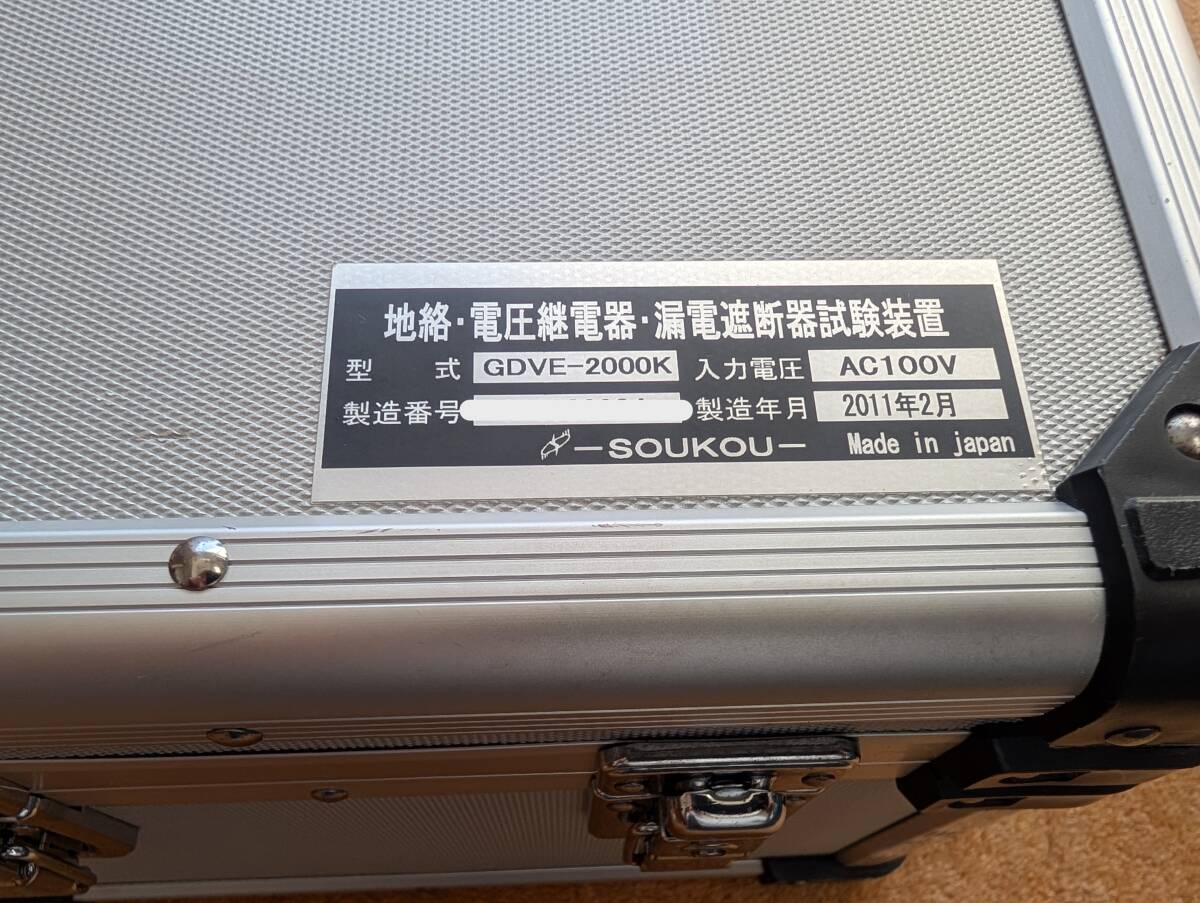 地絡・電圧継電器・漏電遮断器試験装置
型 式 GDVE-2000K 入力電圧 AC100V
製造番号 製造年月 2011年2月
-SOUKOU- Made in japan